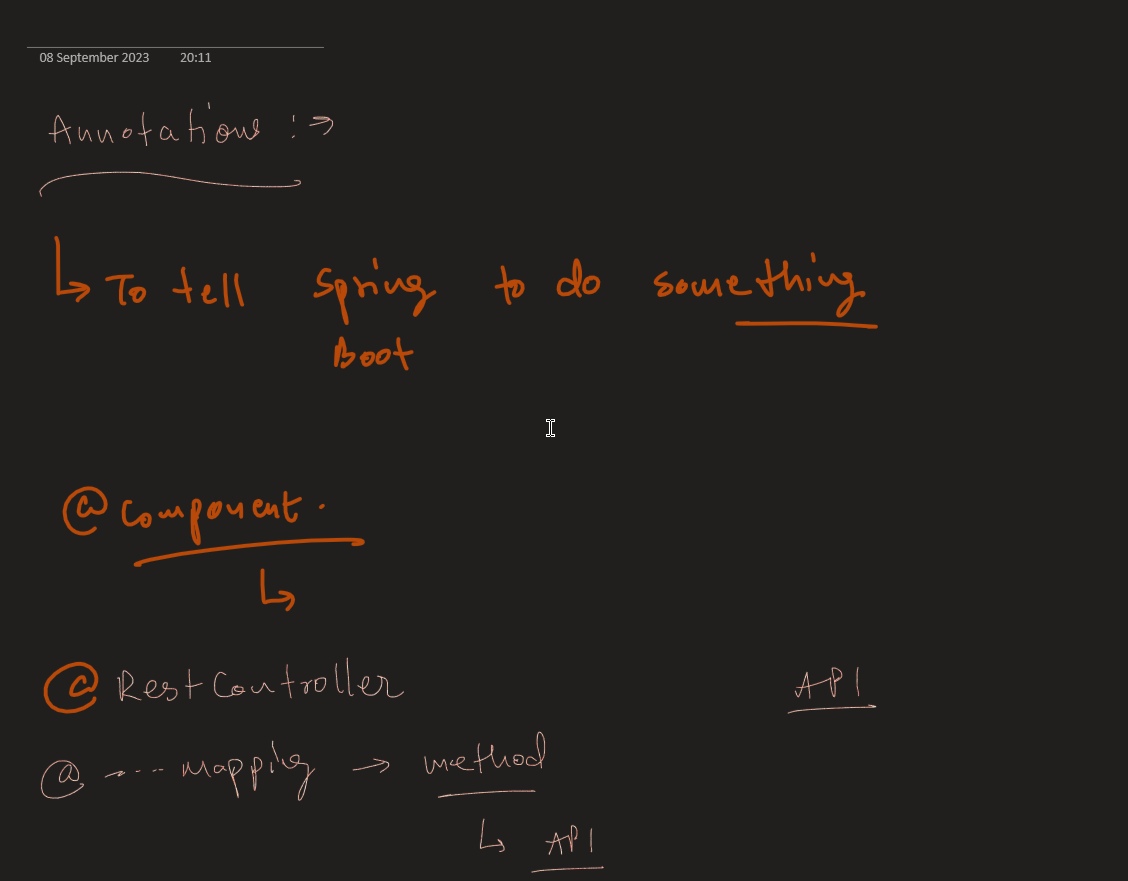 08 September 2023 20:11
Annotations :→
↳ To tell Spring to do something
Boot
@Component.
↳
@RestController API
@ ---- mapping → method
↳ API